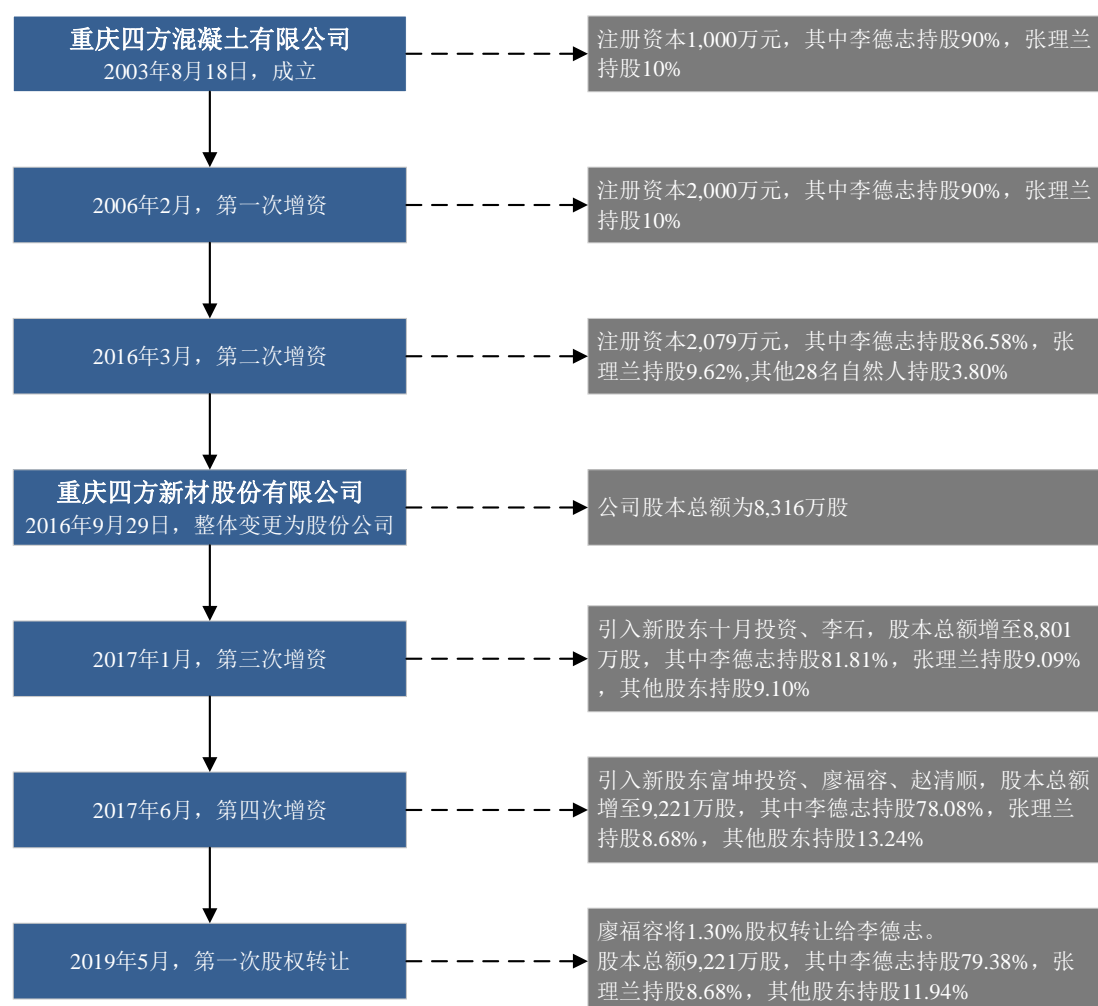 重庆四方混凝土有限公司
2003年8月18日，成立
注册资本1,000万元，其中李德志持股90%，张理兰
持股10%
2006年2月，第一次增资
注册资本2,000万元，其中李德志持股90%，张理兰
持股10%
2016年3月，第二次增资
注册资本2,079万元，其中李德志持股86.58%，张
理兰持股9.62%,其他28名自然人持股3.80%
重庆四方新材股份有限公司
2016年9月29日，整体变更为股份公司
公司股本总额为8,316万股
2017年1月，第三次增资
引入新股东十月投资、李石，股本总额增至8,801
万股，其中李德志持股81.81%，张理兰持股9.09%
，其他股东持股9.10%
2017年6月，第四次增资
引入新股东富坤投资、廖福容、赵清顺，股本总额
增至9,221万股，其中李德志持股78.08%，张理兰
持股8.68%，其他股东持股13.24%
2019年5月，第一次股权转让
廖福容将1.30%股权转让给李德志。
股本总额9,221万股，其中李德志持股79.38%，张
理兰持股8.68%，其他股东持股11.94%